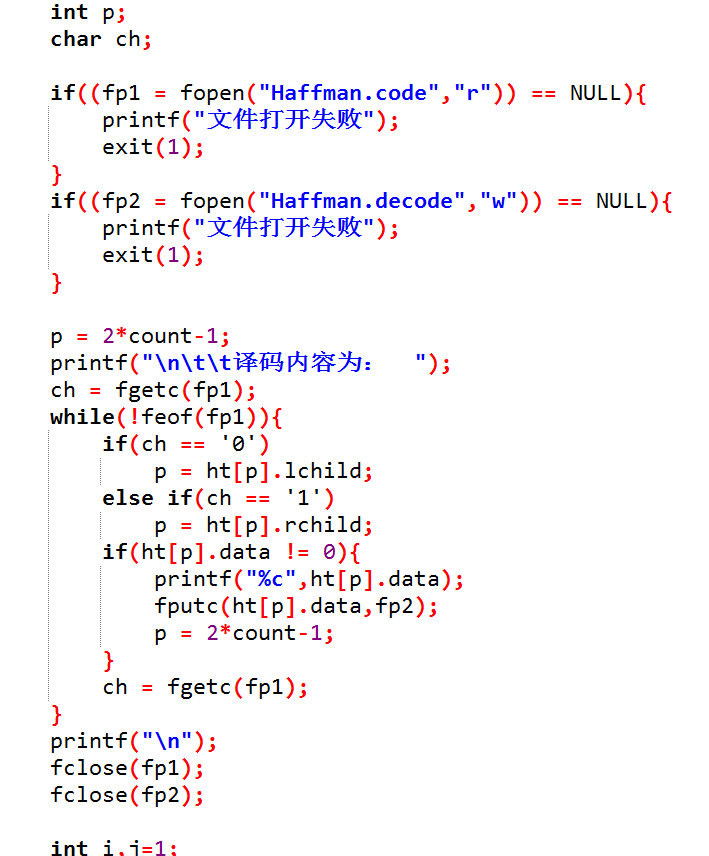 int p;
char ch;
if((fp1 = fopen("Haffman.code","r")) == NULL){
printf("文件打开失败");
exit(1);
}
if((fp2 = fopen("Haffman.decode","w")) == NULL){
printf("文件打开失败");
exit(1);
}
p = 2*count-1;
printf("\n\t\t译码内容为：  ");
ch = fgetc(fp1);
while(!feof(fp1)){
if(ch == '0')
p = ht[p].lchild;
else if(ch == '1')
p = ht[p].rchild;
if(ht[p].data != 0){
printf("%c",ht[p].data);
fputc(ht[p].data,fp2);
p = 2*count-1;
}
ch = fgetc(fp1);
}
printf("\n");
fclose(fp1);
fclose(fp2);
int i,j=1;